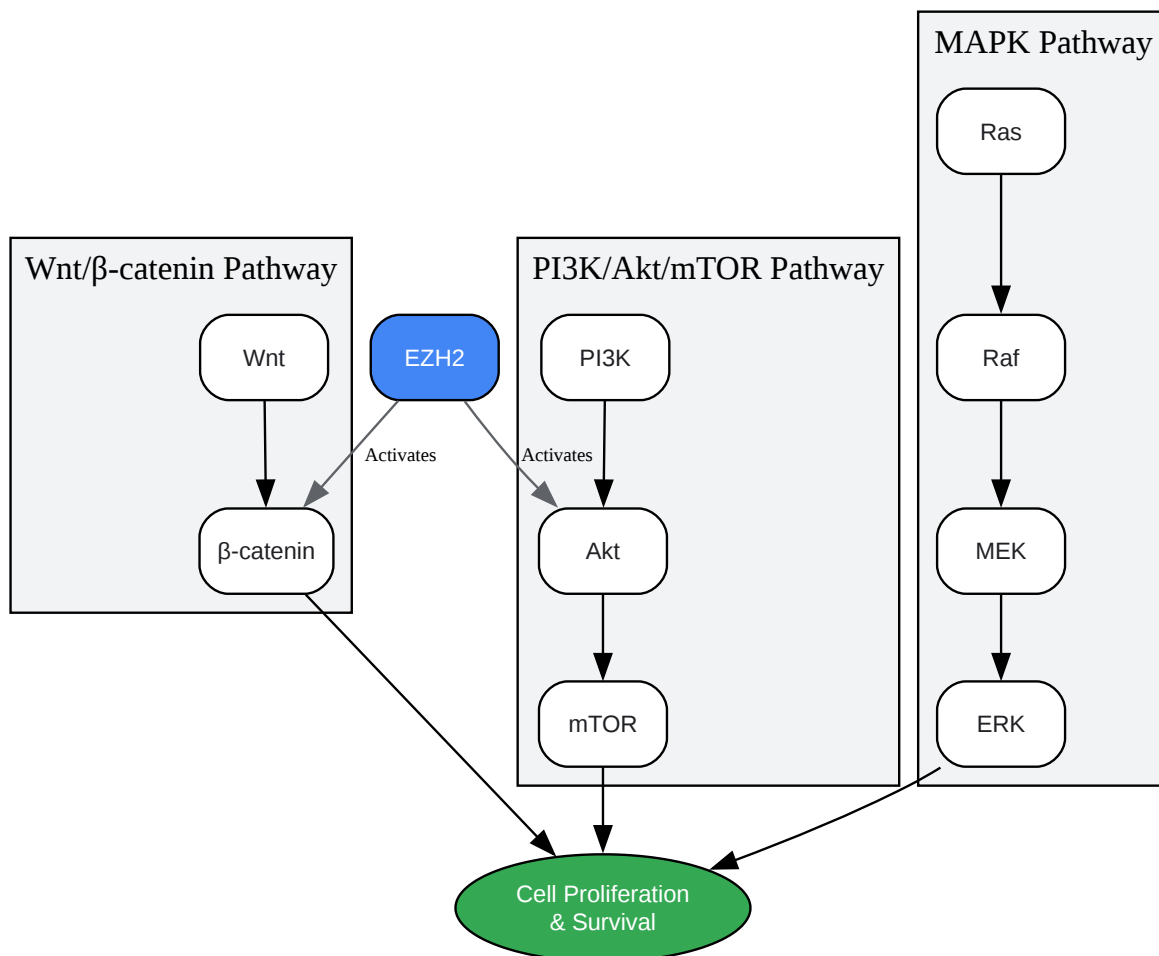 MAPK Pathway
Ras
Wnt/β-catenin Pathway
PI3K/Akt/mTOR Pathway
Wnt
EZH2
PI3K
Raf
Activates
Activates
β-catenin
Akt
MEK
mTOR
ERK
Cell Proliferation
& Survival